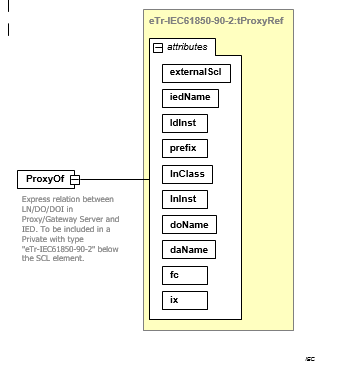 eTr-IEC61850-90-2:tProxyRef
attributes
externalScl
iedName
ldInst
prefix
lnClass
lnInst
doName
daName
fc
ix
ProxyOf
Express relation between
LN/DO/DOI in
Proxy/Gateway Server and
IED. To be included in a
Private with type
"eTr-IEC61850-90-2" below
the SCL element.
IEC